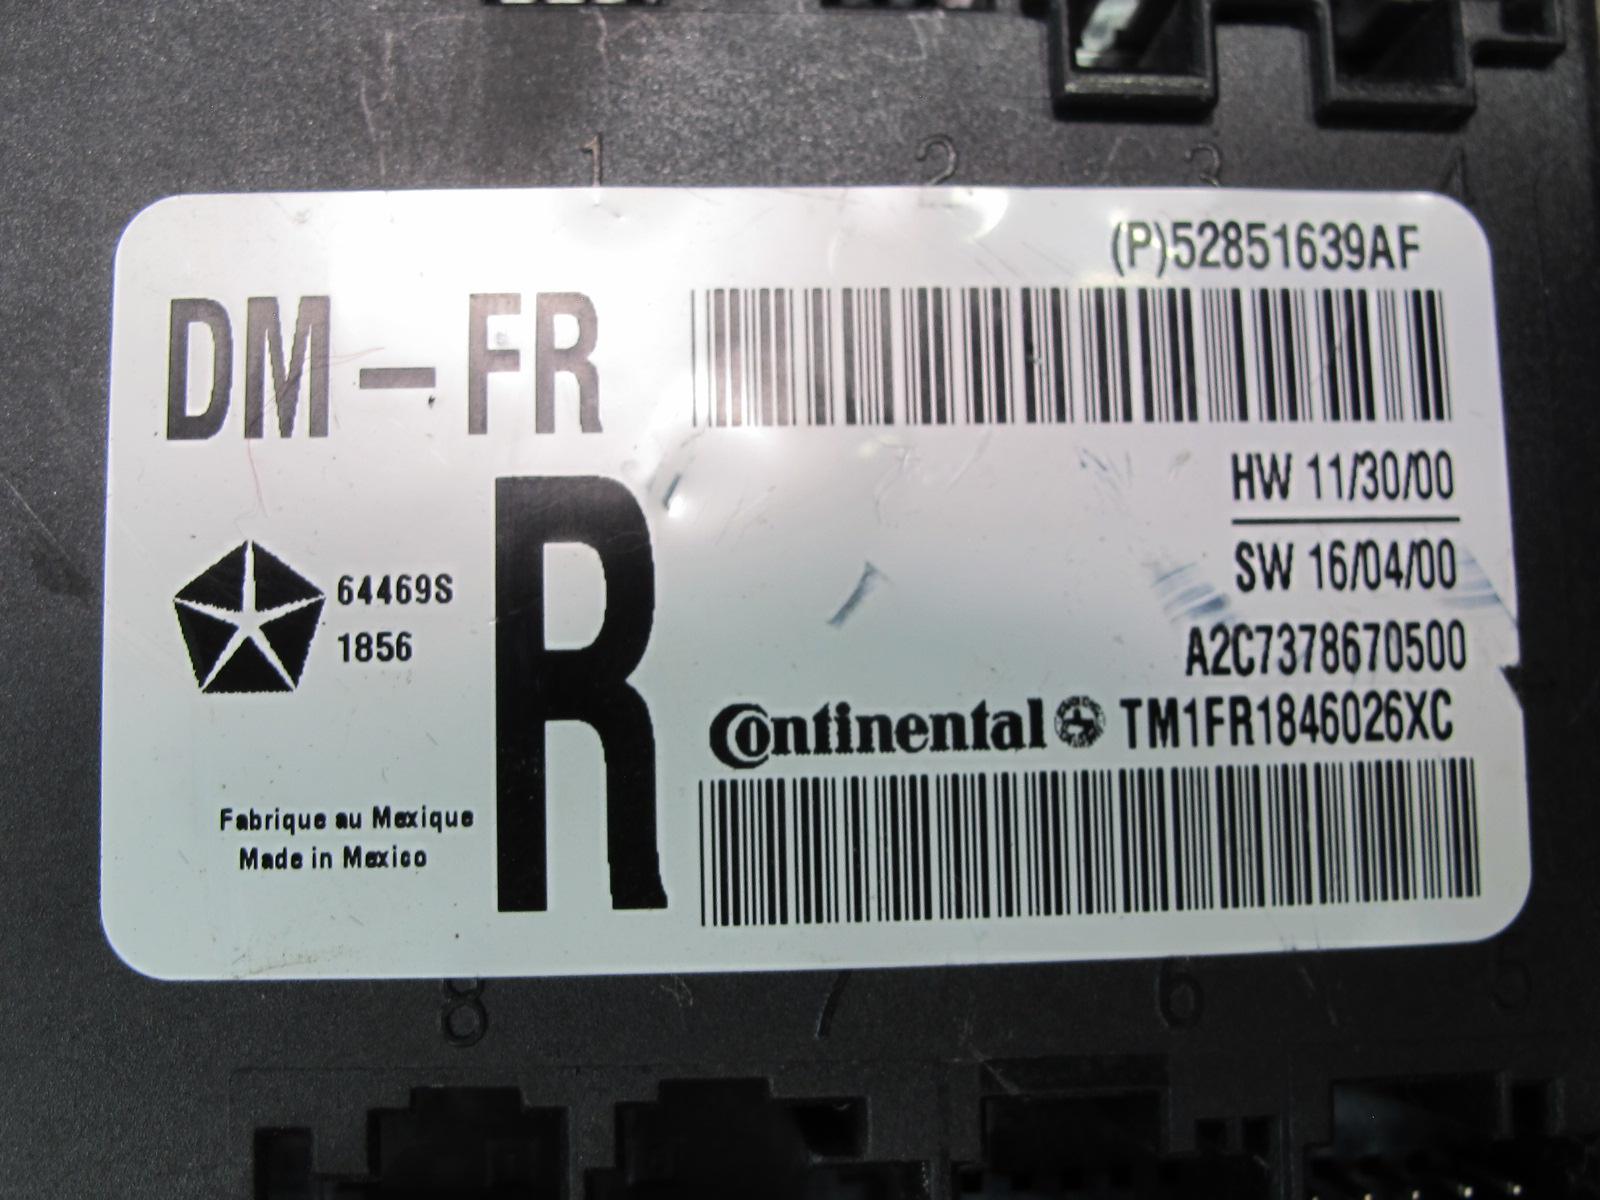 1 2 3 4
(P)52851639AF
DM-FR
HW 11/30/00
SW 16/04/00
64469S
1856
R
A2C7378670500
Continental TM1FR1846026XC
Fabrique au Mexique
Made in Mexico
8 7 6 5